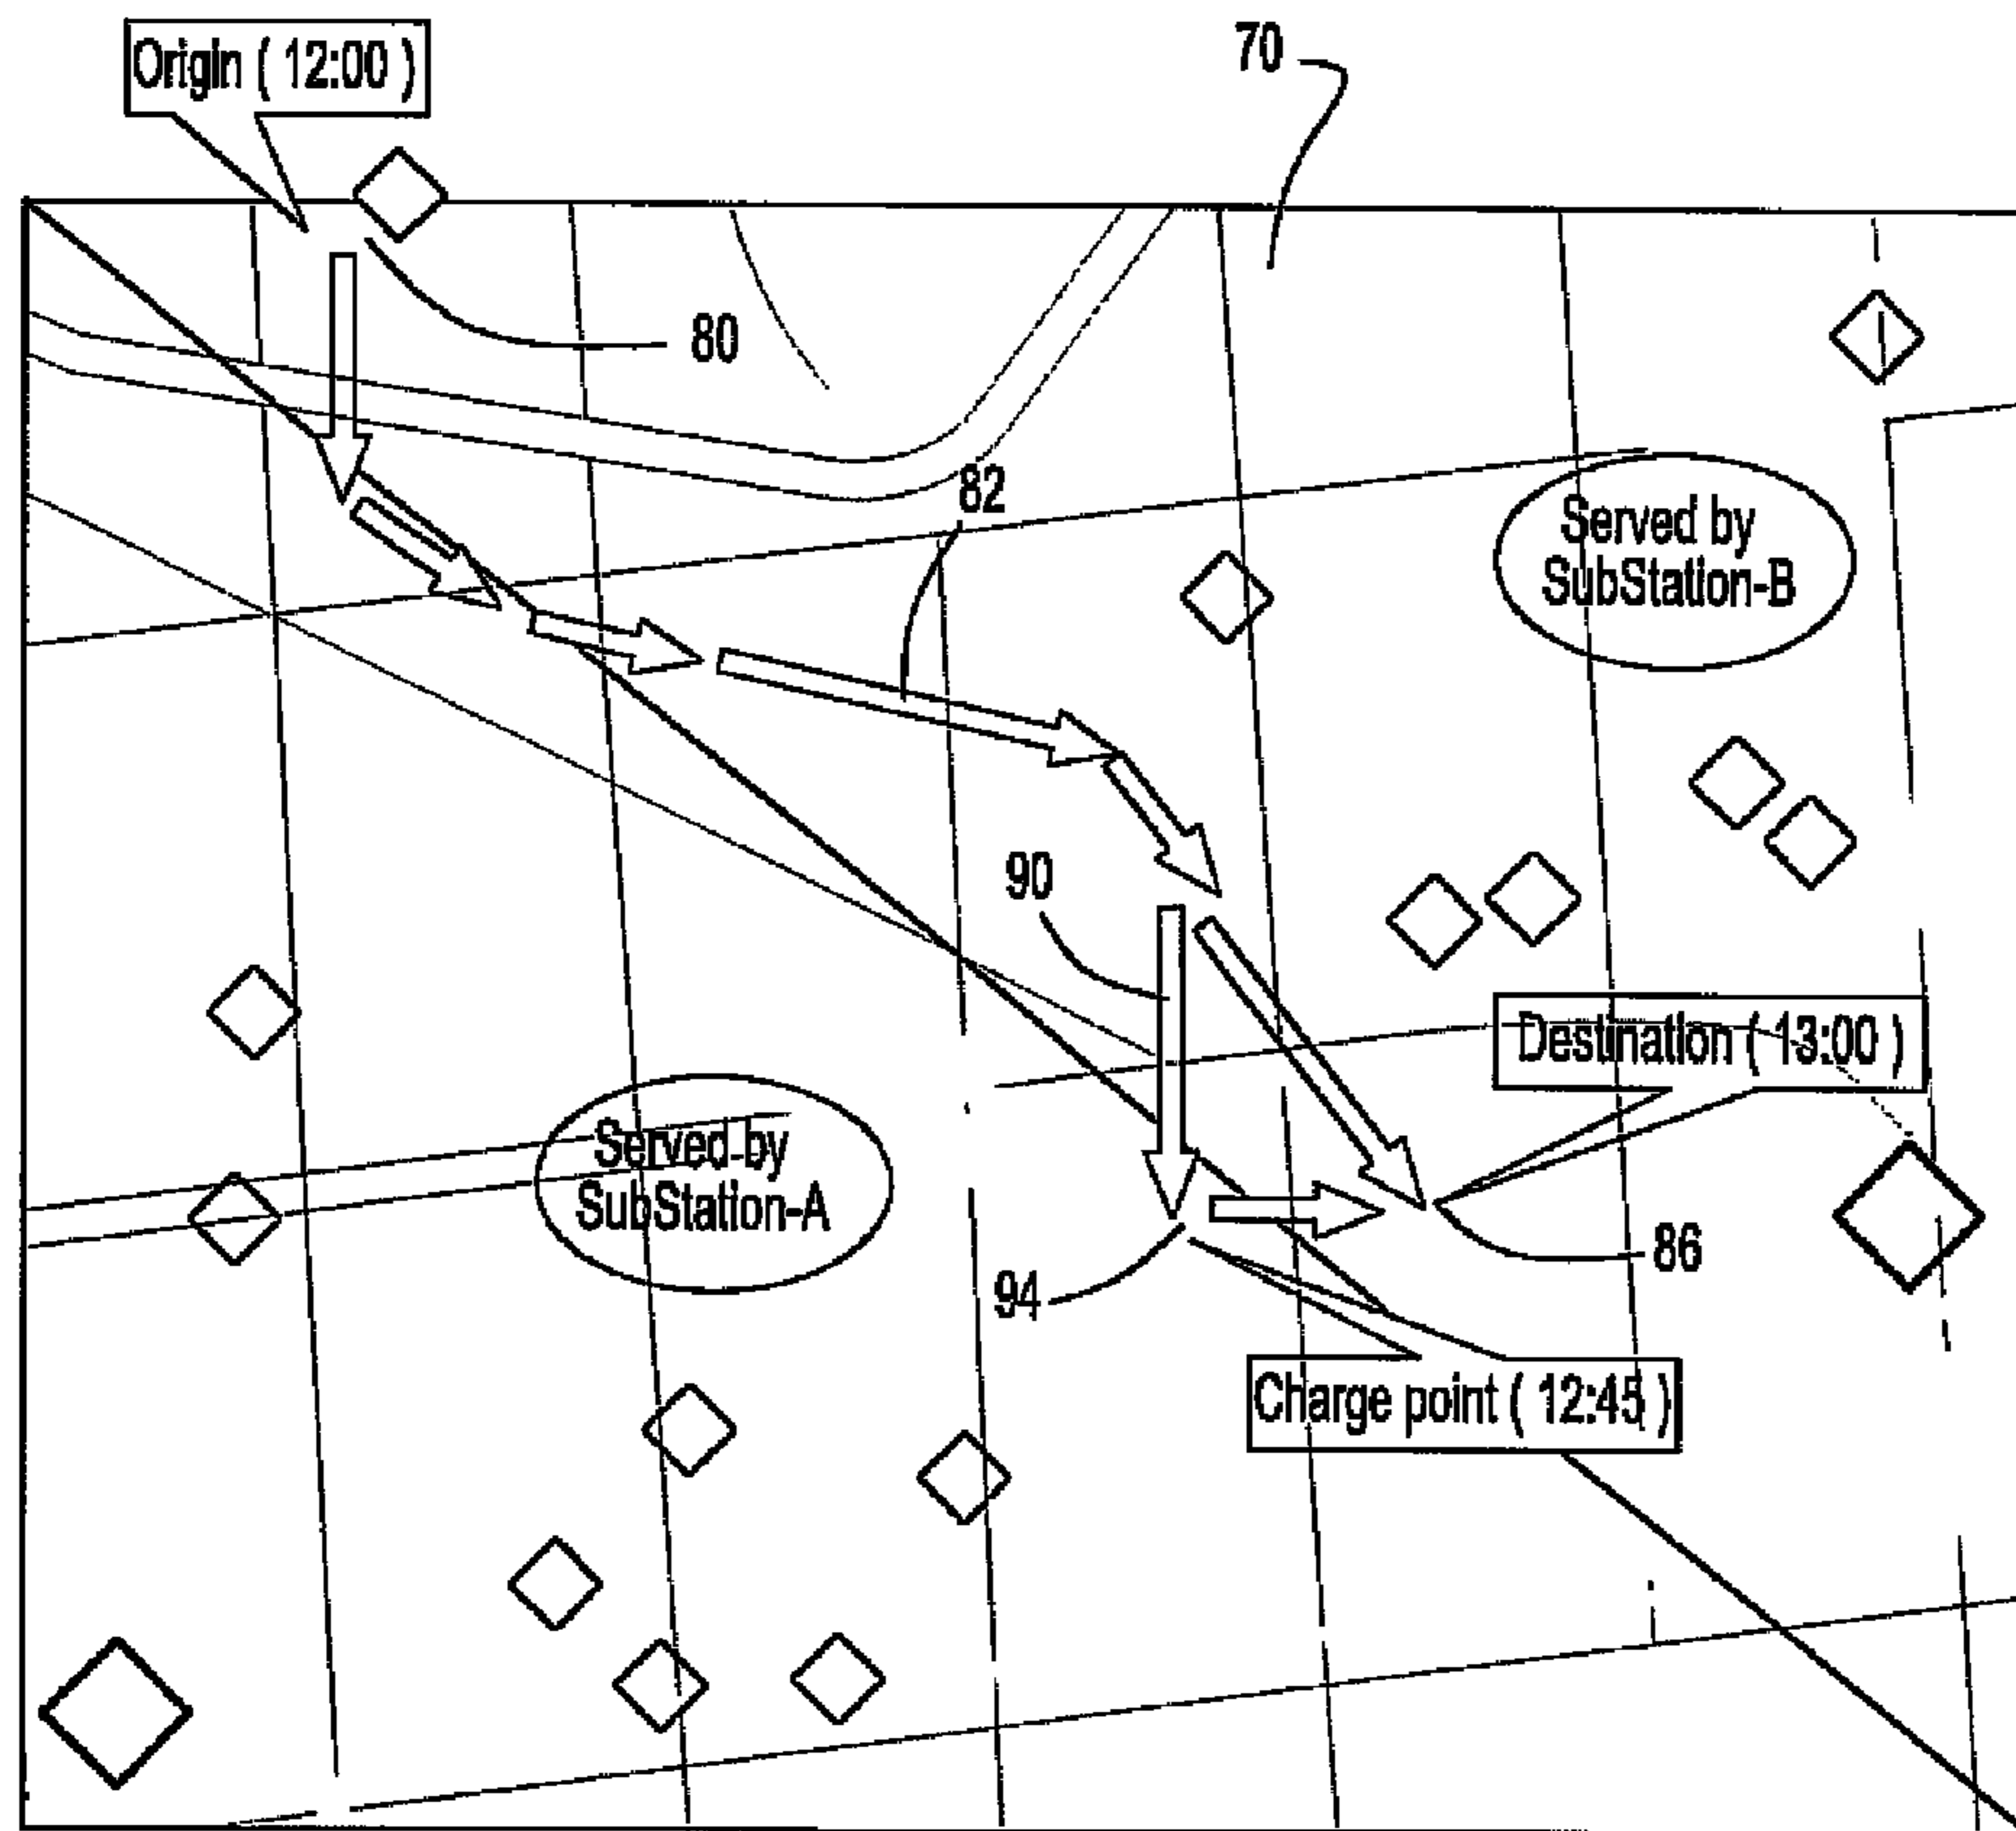 Origin ( 12:00 )
70
80
82
Served by
SubStation-B
90
Destination ( 13:00 )
Served by
SubStation-A
86
94
Charge point ( 12:45 )